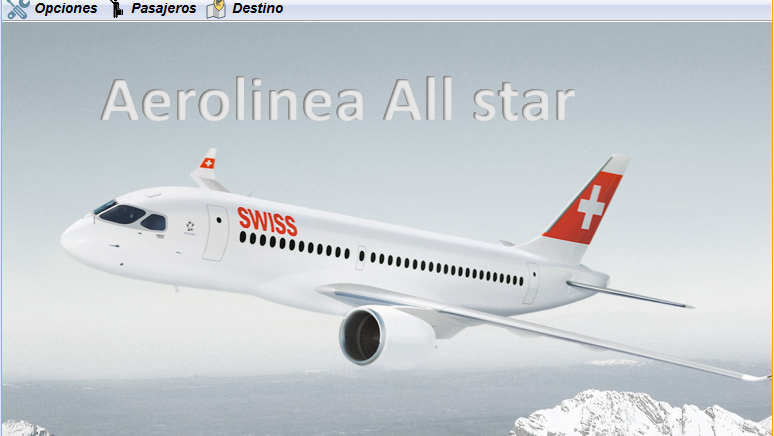 Opciones Pasajeros Destino
Aerolinea All star
SWISS